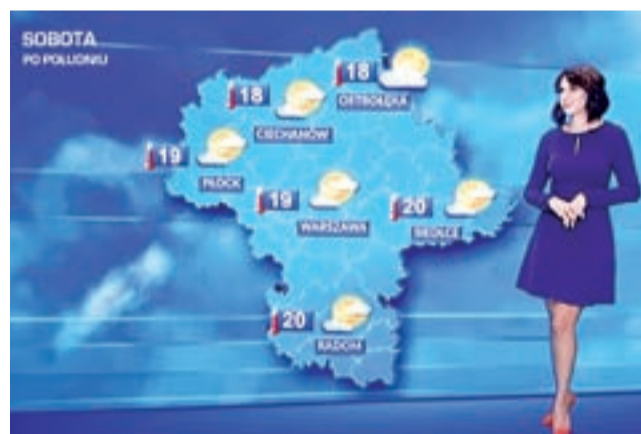 SOBOTA
PO POŁUDNIU
18
OSTROŁĘKA
18
CIECHANÓW
19
PŁOCK
19
WARSZAWA
20
SIEDLCE
20
RADOM